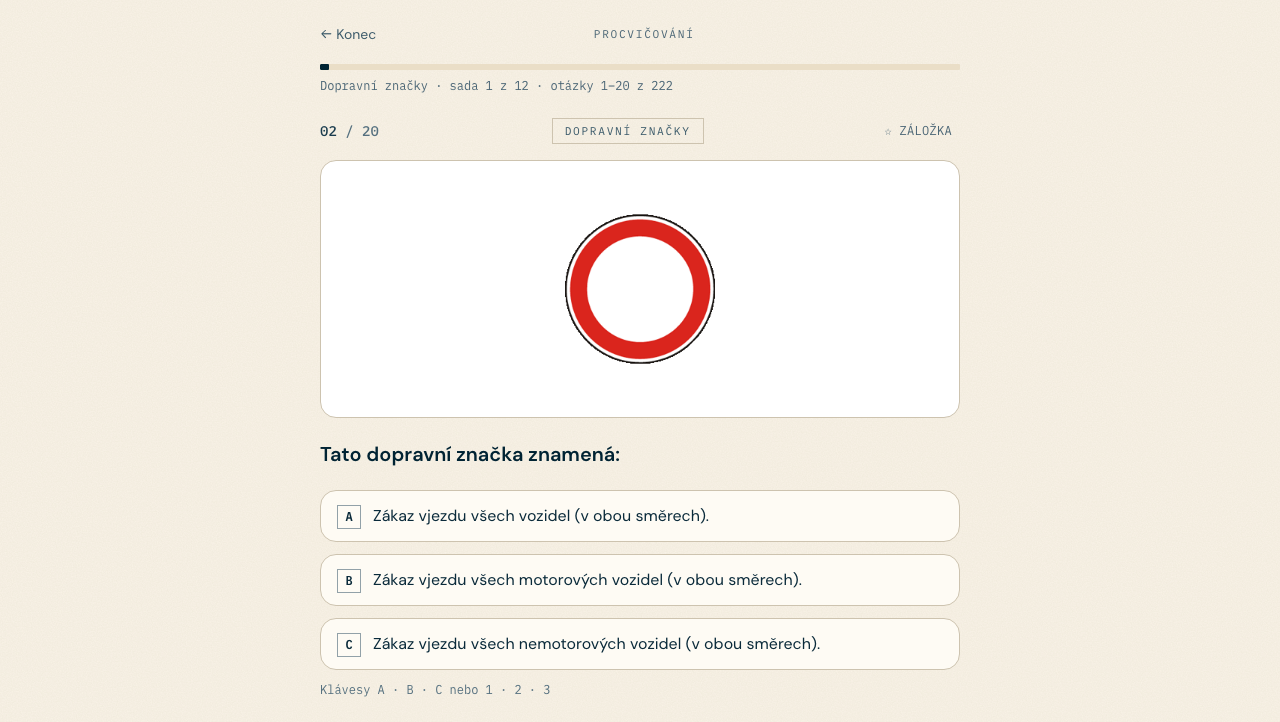 ← Konec
PROCVIČOVÁNÍ
Dopravní značky · sada 1 z 12 · otázky 1–20 z 222
02 / 20
DOPRAVNÍ ZNAČKY
☆ ZÁLOŽKA
Tato dopravní značka znamená:
A Zákaz vjezdu všech vozidel (v obou směrech).
B Zákaz vjezdu všech motorových vozidel (v obou směrech).
C Zákaz vjezdu všech nemotorových vozidel (v obou směrech).
Klávesy A · B · C nebo 1 · 2 · 3